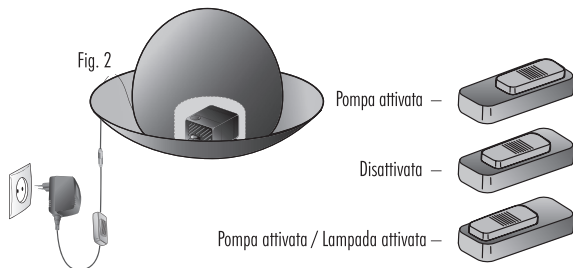 Fig. 2
Pompa attivata –
Disattivata –
Pompa attivata / Lampada attivata –